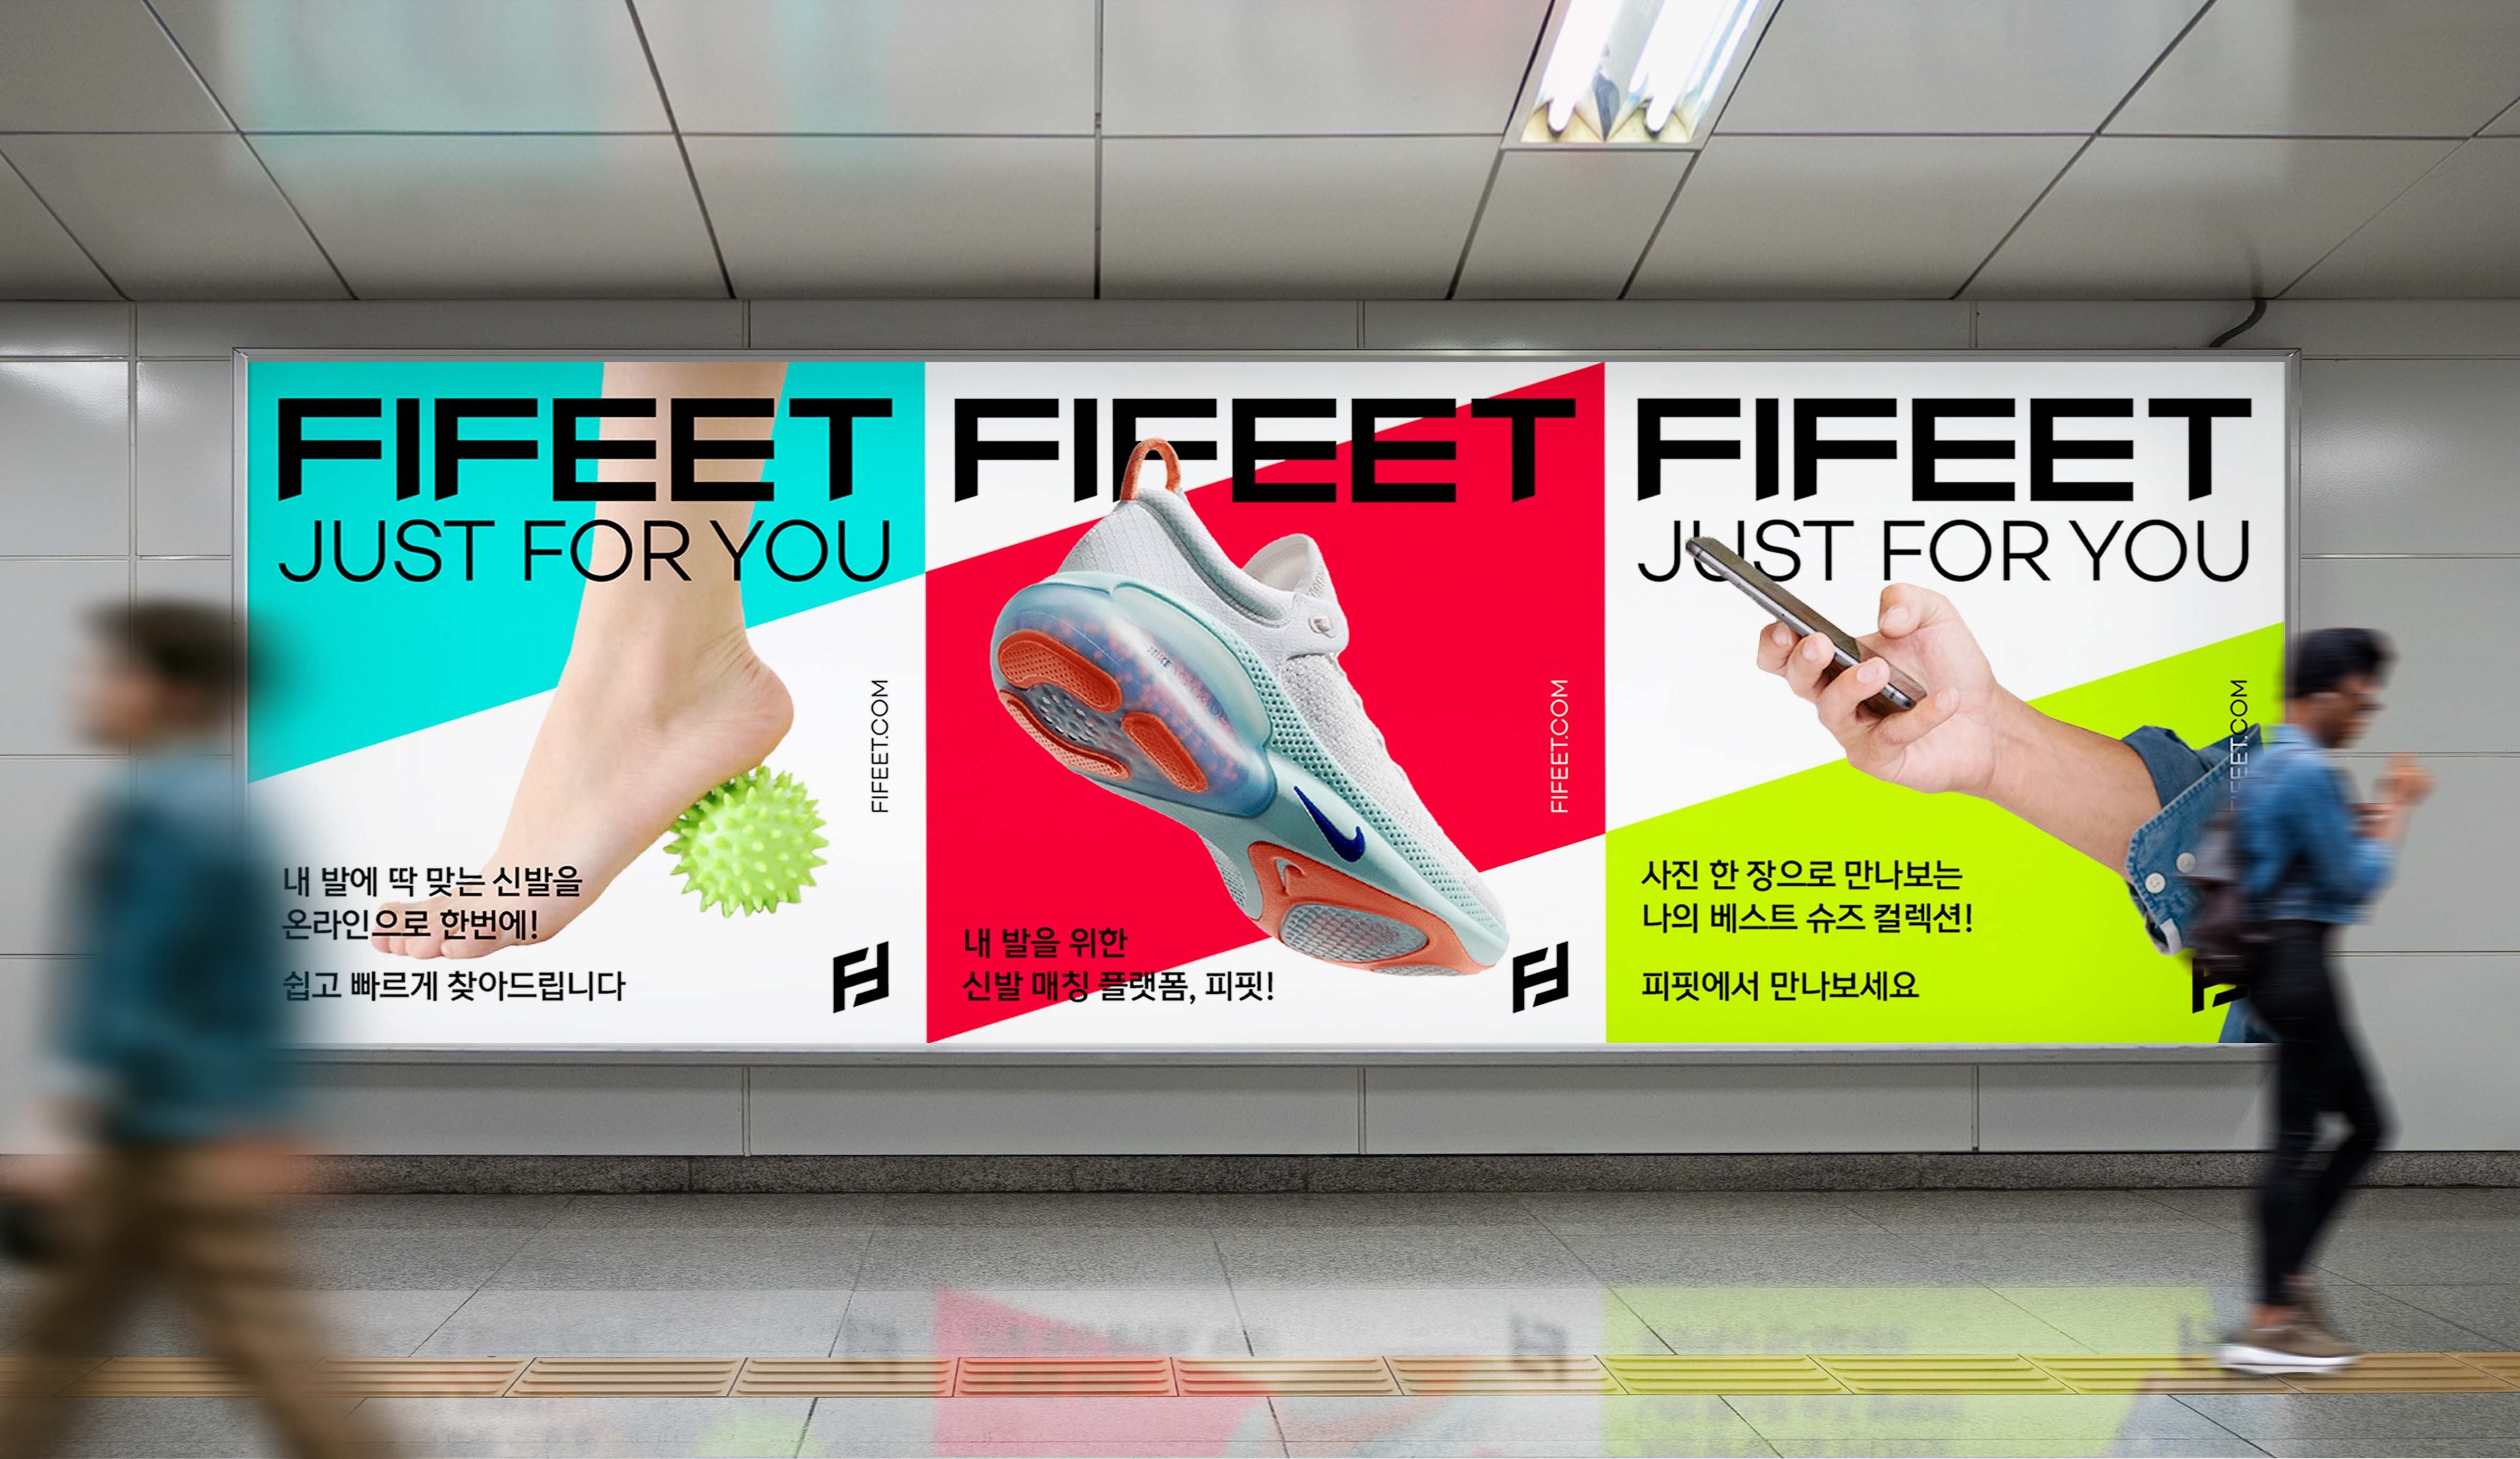 FIFEET
JUST FOR YOU
FIFEET.COM
내 발에 딱 맞는 신발을
온라인으로 한번에!
쉽고 빠르게 찾아드립니다
FIFEET
FIFEET.COM
내 발을 위한
신발 매칭 플랫폼, 피핏!
FIFEET
JUST FOR YOU
FIFEET.COM
사진 한 장으로 만나보는
나의 베스트 슈즈 컬렉션!
피핏에서 만나보세요